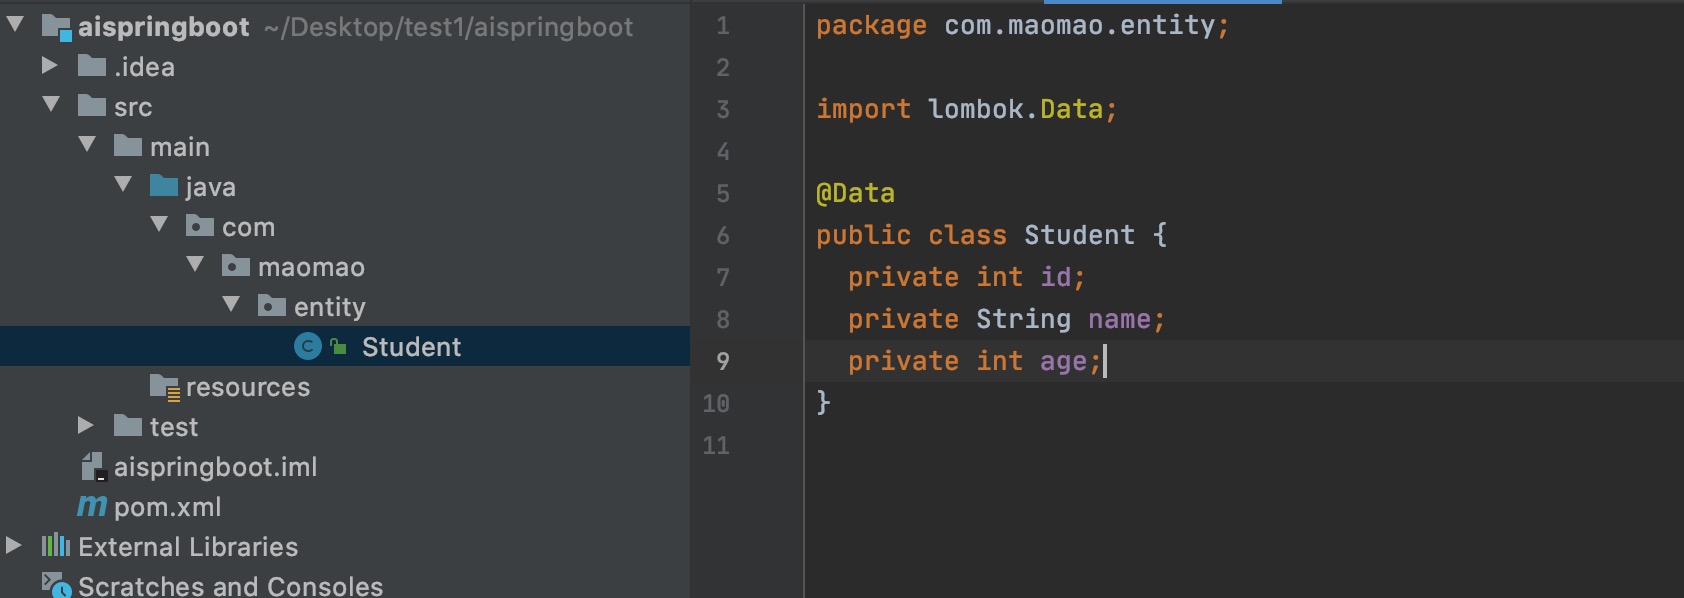 aispringboot ~/Desktop/test1/aispringboot
.idea
src
main
java
com
maomao
entity
Student
resources
test
aispringboot.iml
pom.xml
External Libraries
Scratches and Consoles
1 package com.maomao.entity;
2
3 import lombok.Data;
4
5 @Data
6 public class Student {
7 private int id;
8 private String name;
9 private int age;
10 }
11